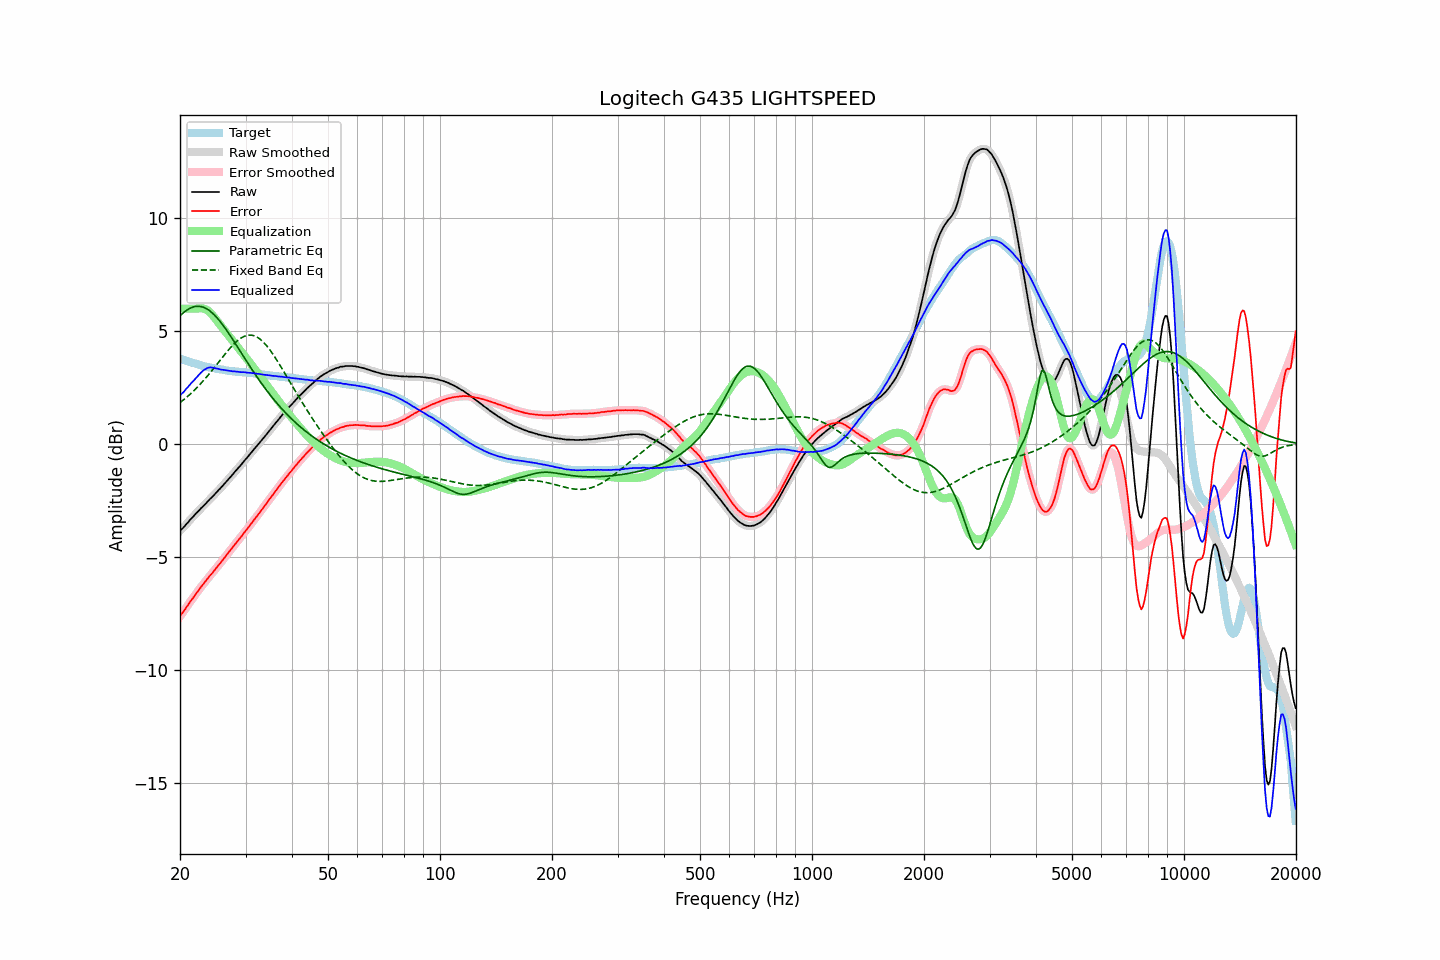 Logitech G435 LIGHTSPEED
Target
Raw Smoothed
Error Smoothed
Raw
Error
Equalization
Parametric Eq
Fixed Band Eq
Equalized
10
5
0
−5
−10
−15
Amplitude (dBr)
20
50
100
200
500
1000
2000
5000
10000
20000
Frequency (Hz)